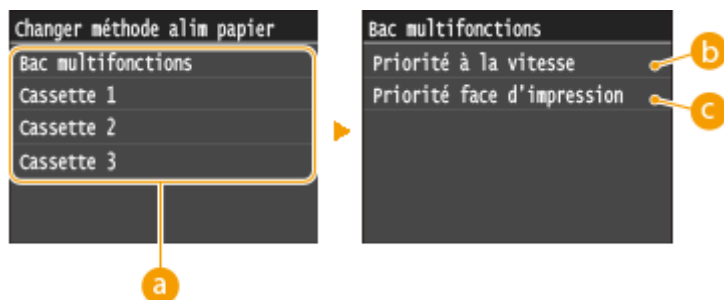 Changer méthode alim papier
Bac multifonctions
Cassette 1
Cassette 2
Cassette 3
a
Bac multifonctions
Priorité à la vitesse
b
Priorité face d'impression
c